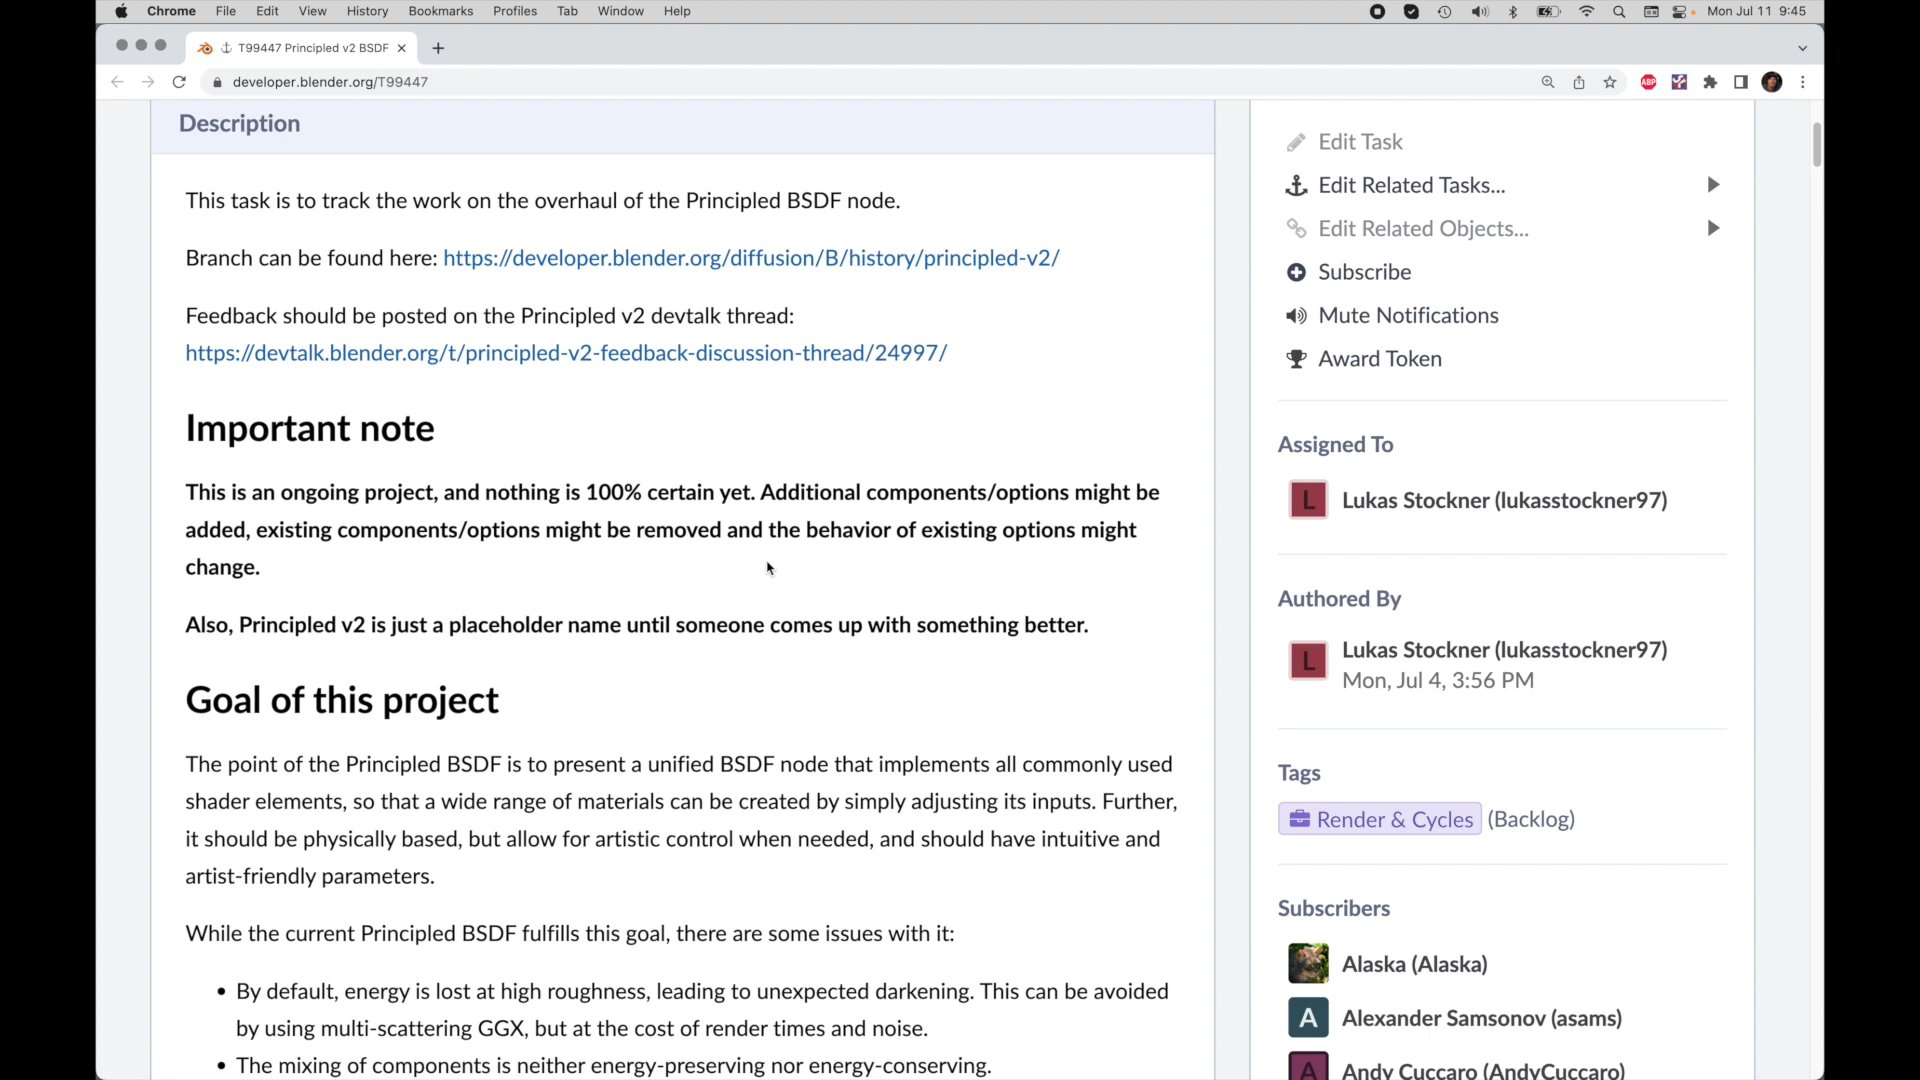 Chrome File Edit View History Bookmarks Profiles Tab Window Help Mon Jul 11 9:45
T99447 Principled v2 BSDF
developer.blender.org/T99447
ABP
Description
This task is to track the work on the overhaul of the Principled BSDF node.
Branch can be found here: https://developer.blender.org/diffusion/B/history/principled-v2/
Feedback should be posted on the Principled v2 devtalk thread:
https://devtalk.blender.org/t/principled-v2-feedback-discussion-thread/24997/
Important note
This is an ongoing project, and nothing is 100% certain yet. Additional components/options might be
added, existing components/options might be removed and the behavior of existing options might
change.
Also, Principled v2 is just a placeholder name until someone comes up with something better.
Goal of this project
The point of the Principled BSDF is to present a unified BSDF node that implements all commonly used
shader elements, so that a wide range of materials can be created by simply adjusting its inputs. Further,
it should be physically based, but allow for artistic control when needed, and should have intuitive and
artist-friendly parameters.
While the current Principled BSDF fulfills this goal, there are some issues with it:
• By default, energy is lost at high roughness, leading to unexpected darkening. This can be avoided
by using multi-scattering GGX, but at the cost of render times and noise.
• The mixing of components is neither energy-preserving nor energy-conserving.
Edit Task
Edit Related Tasks...
Edit Related Objects...
Subscribe
Mute Notifications
Award Token
Assigned To
L Lukas Stockner (lukasstockner97)
Authored By
L Lukas Stockner (lukasstockner97)
Mon, Jul 4, 3:56 PM
Tags
Render & Cycles (Backlog)
Subscribers
Alaska (Alaska)
A Alexander Samsonov (asams)
A Andy Cuccaro (AndyCuccaro)